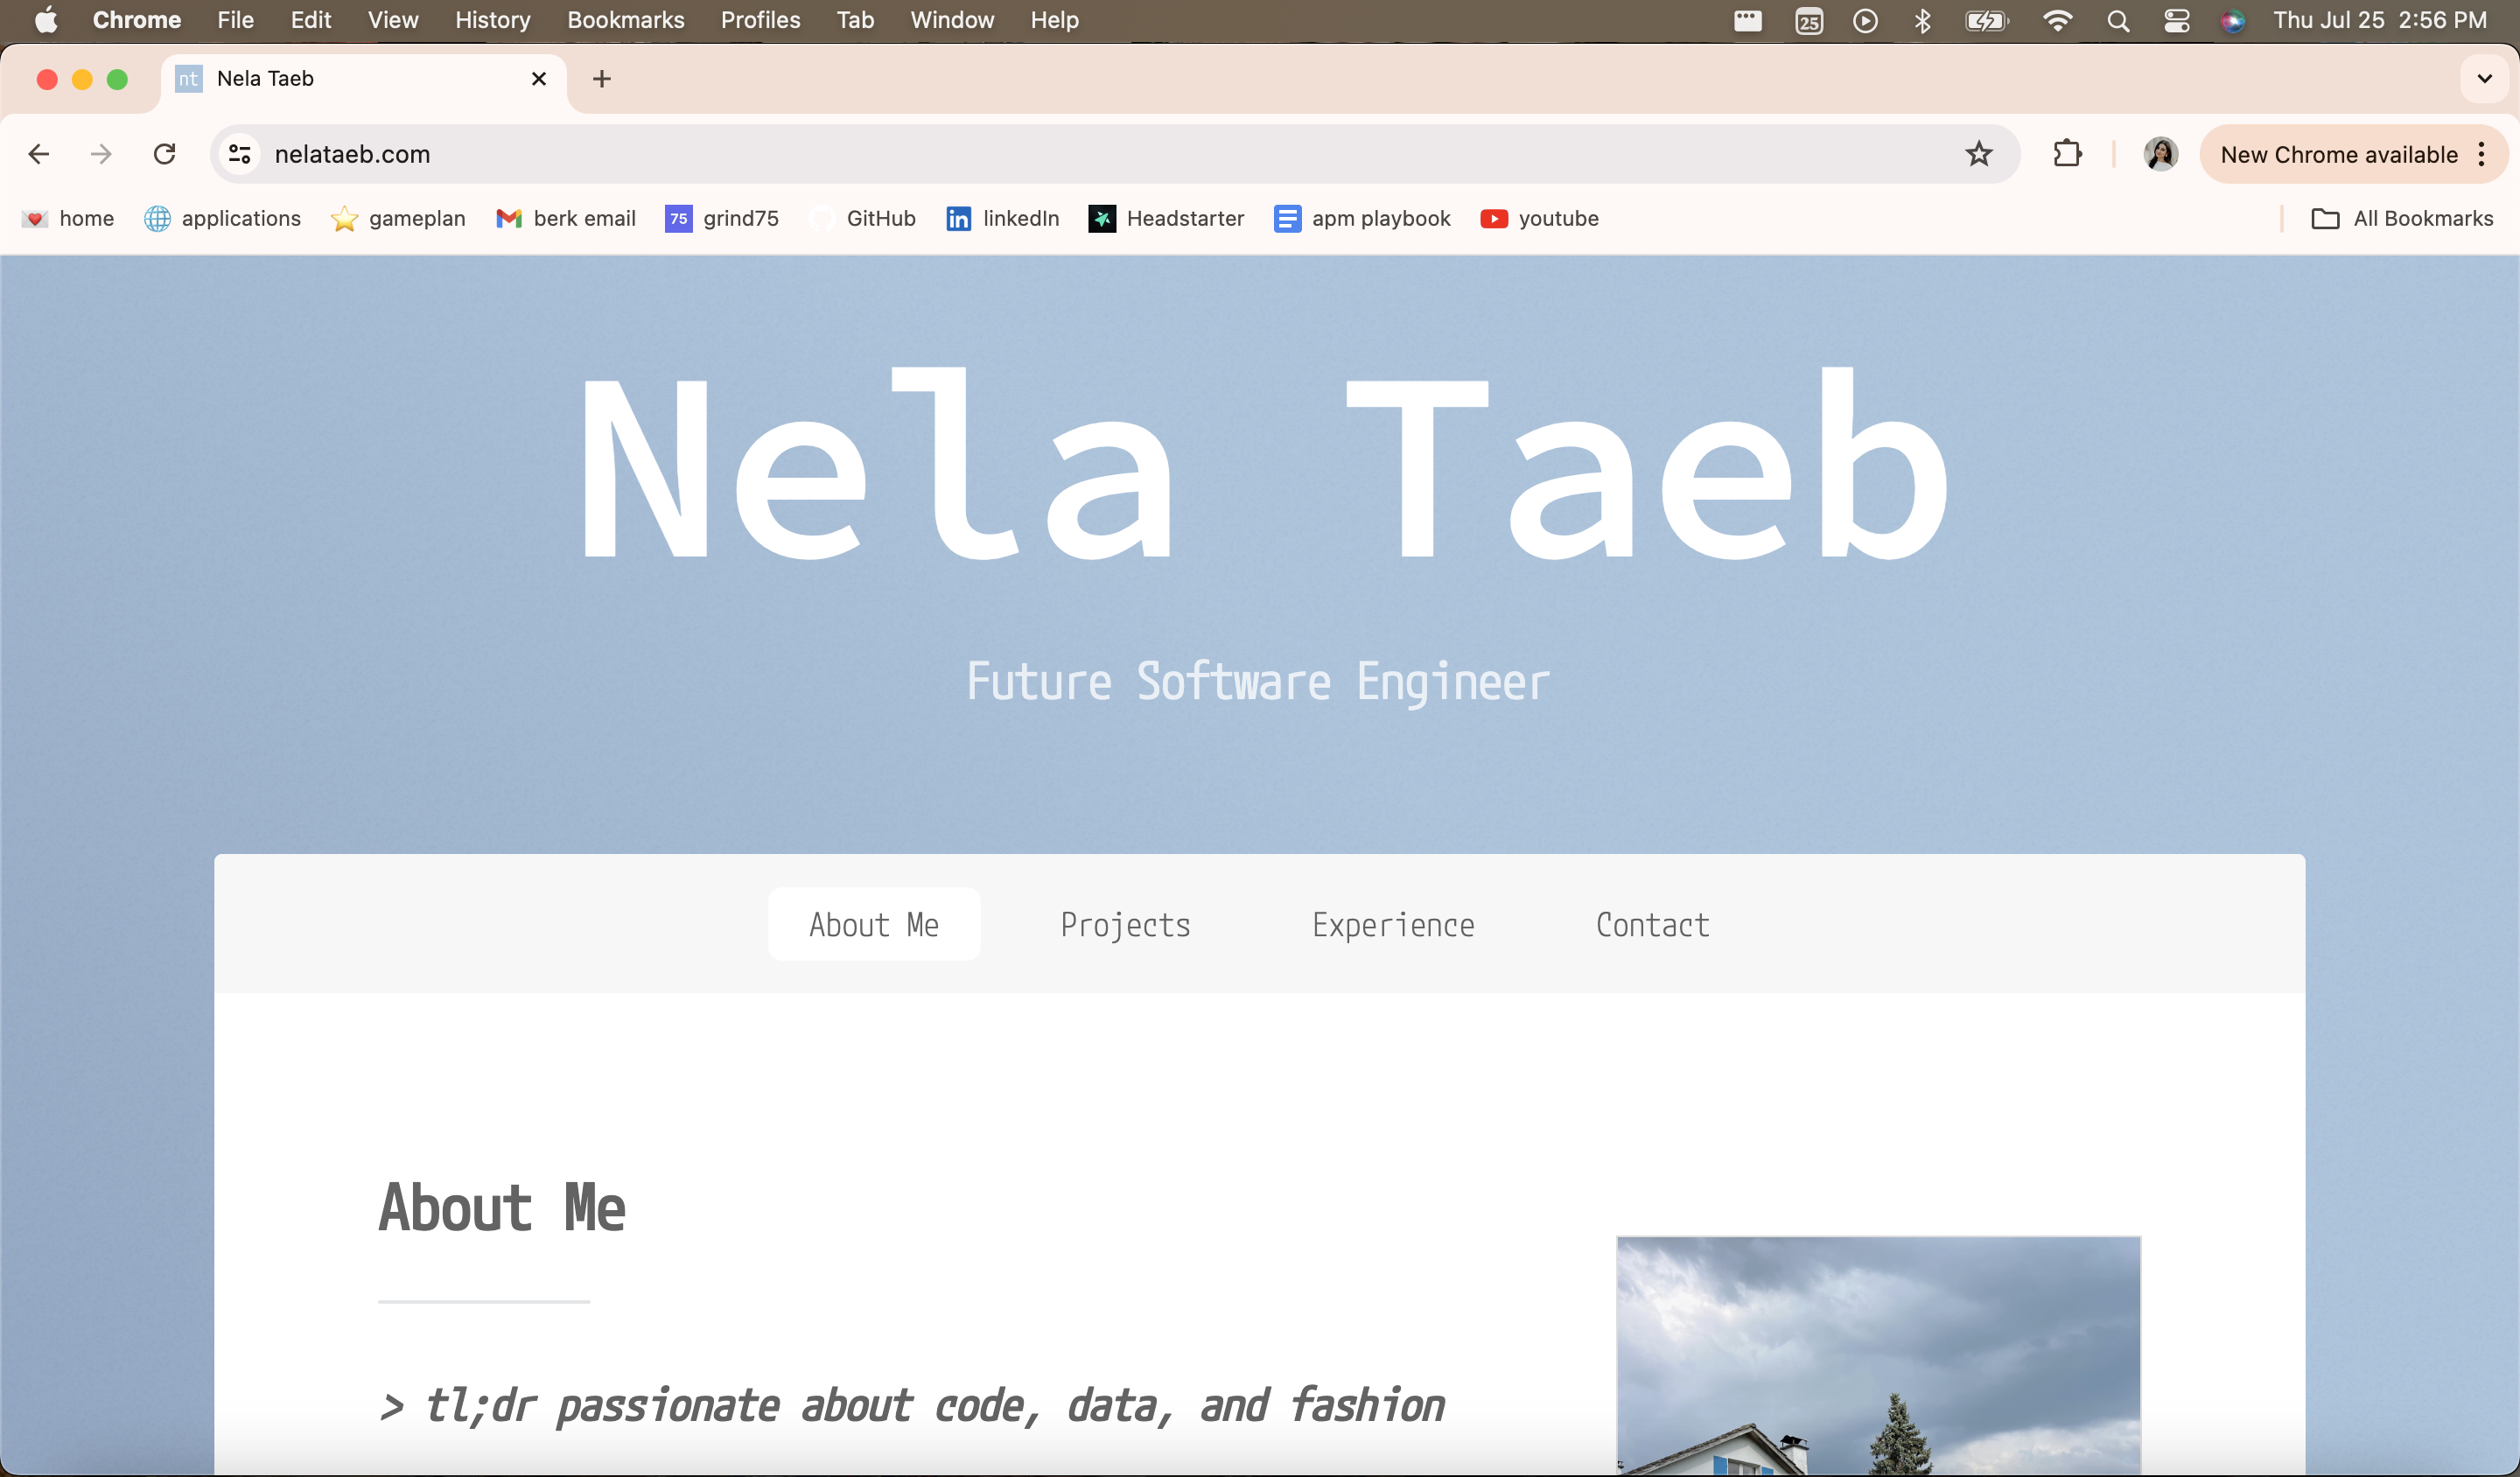 Chrome File Edit View History Bookmarks Profiles Tab Window Help 25 Thu Jul 25 2:56 PM
nt Nela Taeb
nelataeb.com New Chrome available
home applications gameplan berk email 75 grind75 GitHub in linkedIn Headstarter apm playbook youtube All Bookmarks
Nela Taeb
Future Software Engineer
About Me Projects Experience Contact
About Me
> tl;dr passionate about code, data, and fashion